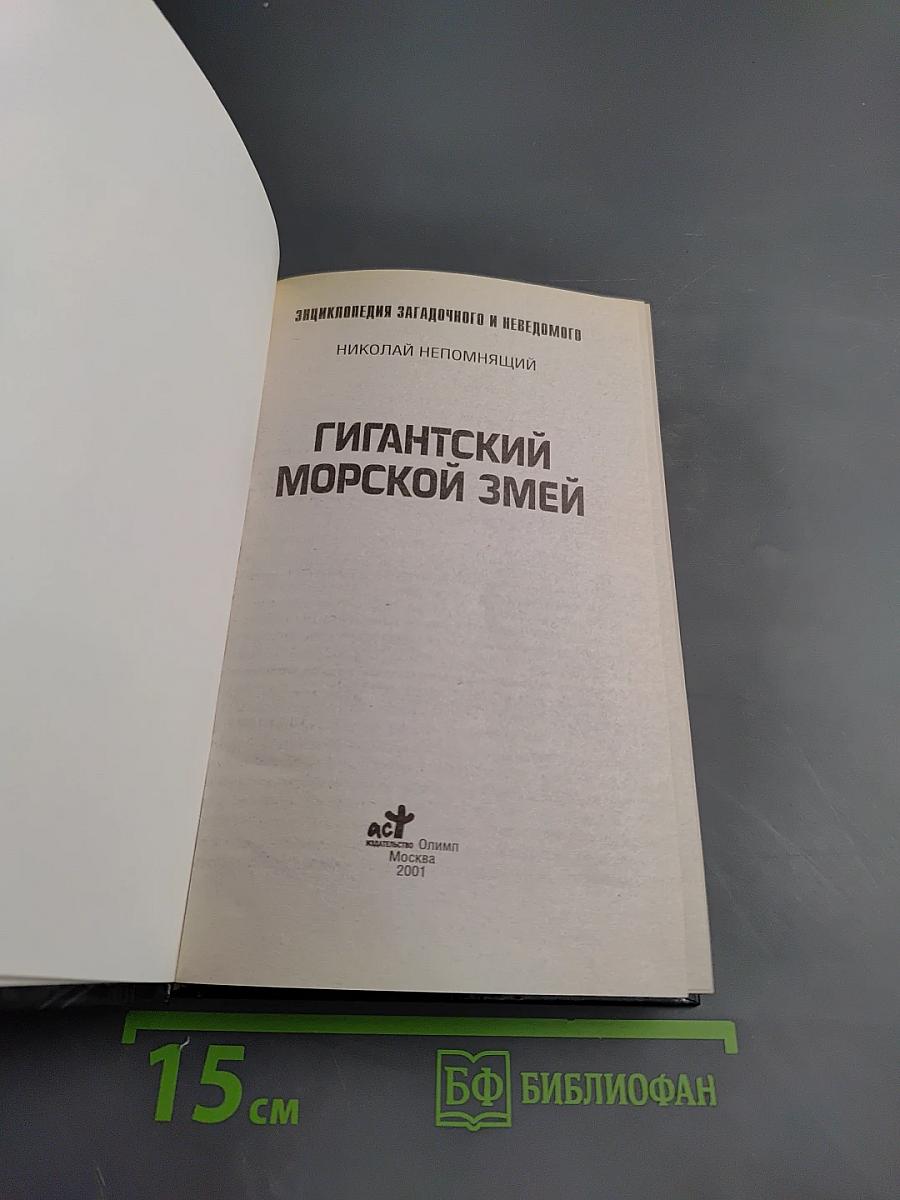 ЭНЦИКЛОПЕДИЯ ЗАГАДОЧНОГО И НЕВЕДОМОГО
НИКОЛАЙ НЕПОМНЯЩИЙ
ГИГАНТСКИЙ
МОРСКОЙ ЗМЕЙ
аст
ИЗДАТЕЛЬСТВО Олимп
Москва
2001
15 СМ
БФ БИБЛИОФАН